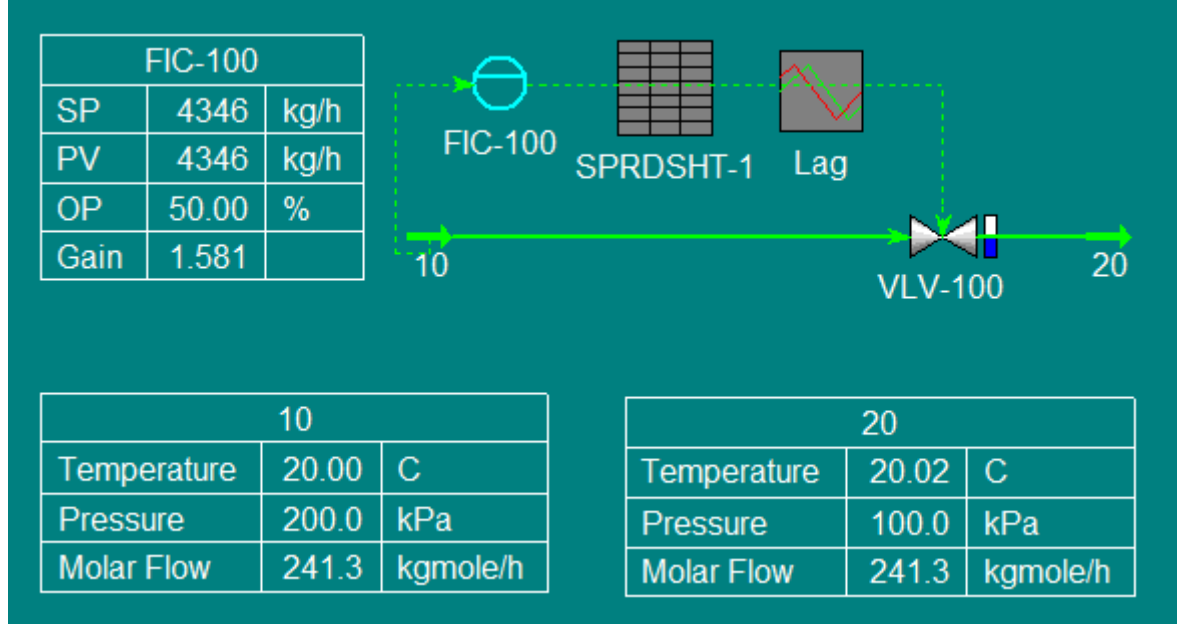 FIC-100
SP 4346 kg/h
PV 4346 kg/h
OP 50.00 %
Gain 1.581
FIC-100
SPRDSHT-1
Lag
10
VLV-100
20
10
Temperature 20.00 C
Pressure 200.0 kPa
Molar Flow 241.3 kgmole/h
20
Temperature 20.02 C
Pressure 100.0 kPa
Molar Flow 241.3 kgmole/h